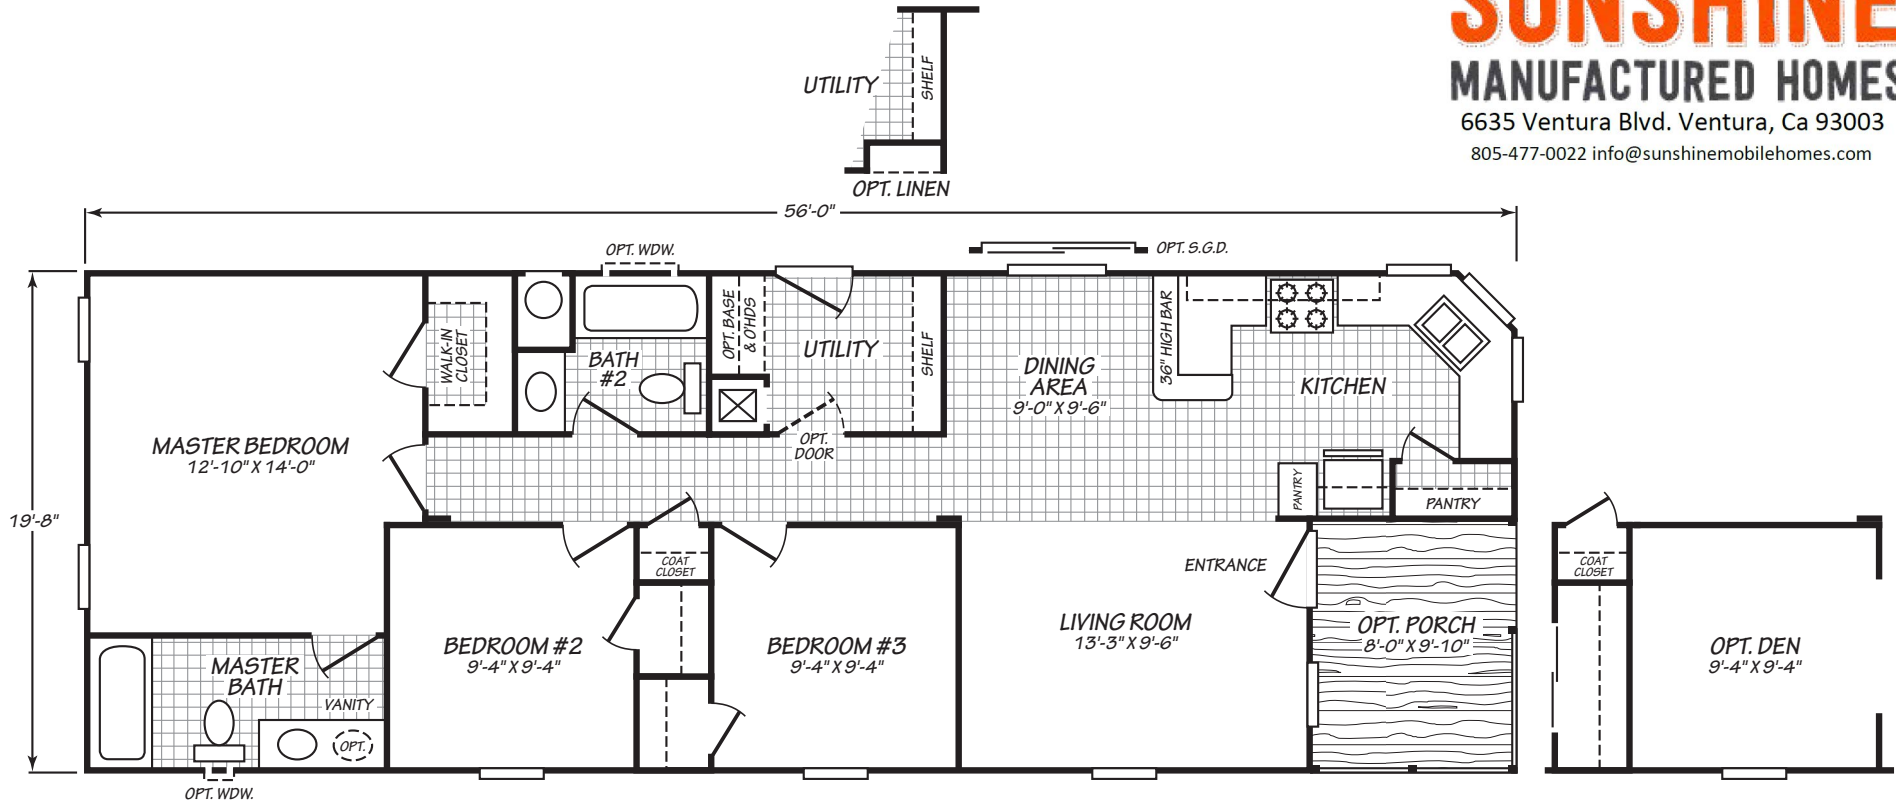 SUNSHINE
MANUFACTURED HOMES
6635 Ventura Blvd. Ventura, Ca 93003
805-477-0022 info@sunshinemobilehomes.com
UTILITY
SHELF
OPT. LINEN
56'-0"
OPT. WDW.
OPT. S.G.D.
WALK-IN
CLOSET
BATH
#2
OPT. BASE
& O'HDS
UTILITY
SHELF
DINING
AREA
9'-0" X 9'-6"
36" HIGH BAR
KITCHEN
MASTER BEDROOM
12'-10" X 14'-0"
OPT.
DOOR
PANTRY
PANTRY
19'-8"
COAT
CLOSET
ENTRANCE
COAT
CLOSET
BEDROOM #2
9'-4" X 9'-4"
BEDROOM #3
9'-4" X 9'-4"
LIVING ROOM
13'-3" X 9'-6"
OPT. PORCH
8'-0" X 9'-10"
OPT. DEN
9'-4" X 9'-4"
MASTER
BATH
VANITY
OPT.
OPT. WDW.